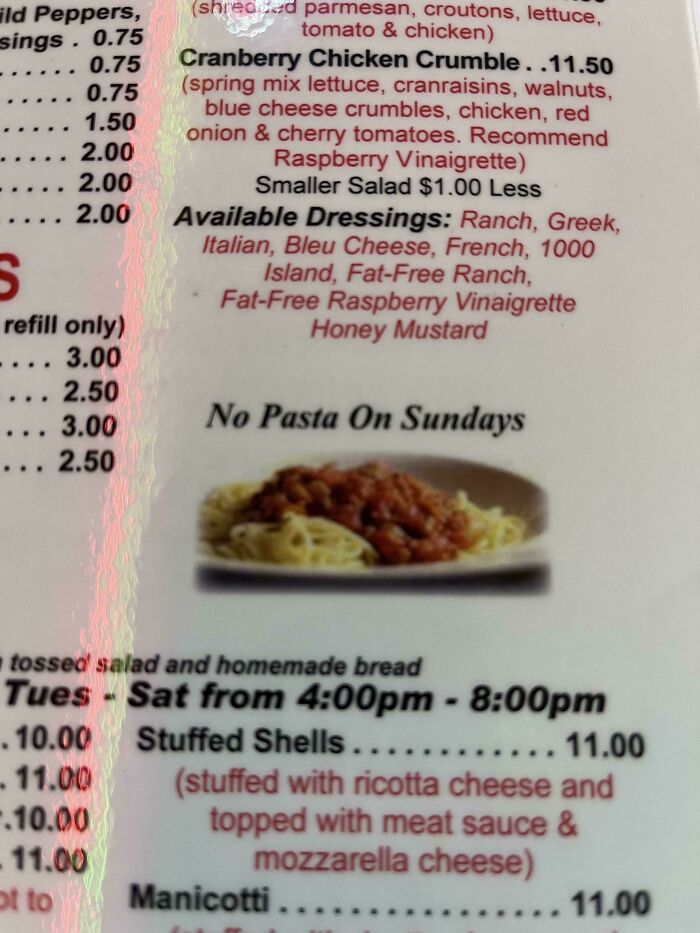 ild Peppers,
sings . 0.75
...... 0.75
..... 0.75
..... 1.50
..... 2.00
..... 2.00
.... 2.00
S
refill only)
.... 3.00
... 2.50
... 3.00
... 2.50
(shredded parmesan, croutons, lettuce,
tomato & chicken)
Cranberry Chicken Crumble . .11.50
(spring mix lettuce, cranraisins, walnuts,
blue cheese crumbles, chicken, red
onion & cherry tomatoes. Recommend
Raspberry Vinaigrette)
Smaller Salad $1.00 Less
Available Dressings: Ranch, Greek,
Italian, Bleu Cheese, French, 1000
Island, Fat-Free Ranch,
Fat-Free Raspberry Vinaigrette
Honey Mustard
No Pasta On Sundays
tossed salad and homemade bread
Tues - Sat from 4:00pm - 8:00pm
. 10.00
. 11.00
.10.00
. 11.00
ot to
Stuffed Shells ............ 11.00
(stuffed with ricotta cheese and
topped with meat sauce &
mozzarella cheese)
Manicotti ................ 11.00